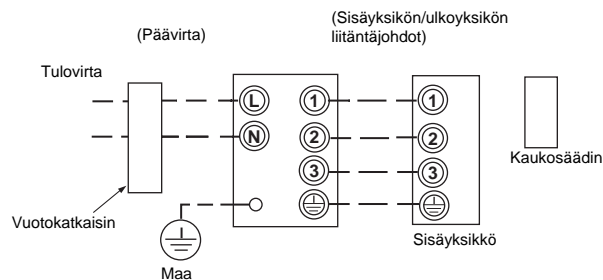 (Päävirta)
(Sisäyksikön/ulkoyksikön
liitäntäjohdot)
Tulovirta
L
1
1
N
2
2
3
3
Kaukosäädin
Vuotokatkaisin
Sisäyksikkö
Maa